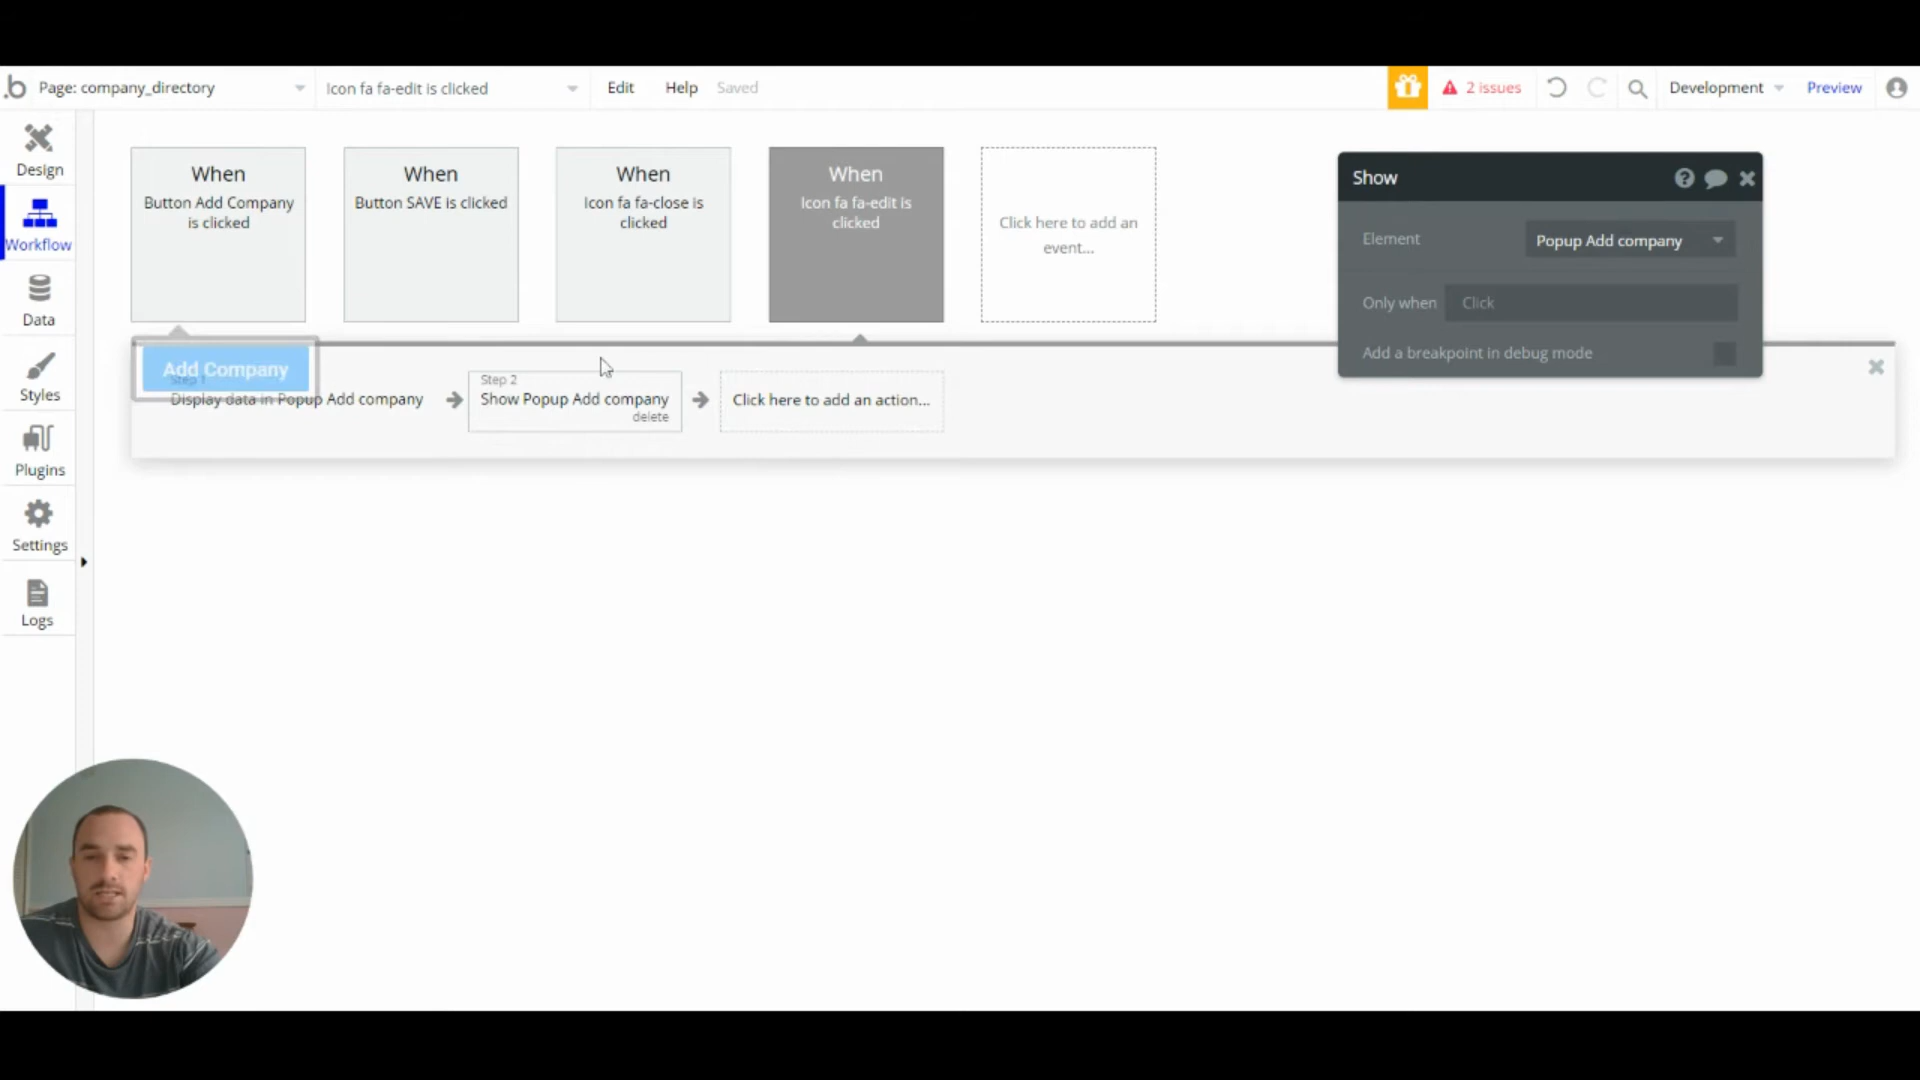 .b Page: company_directory
Icon fa fa-edit is clicked
Edit
Help
Saved
2 issues
Development
Preview
Design
Workflow
Data
Styles
Plugins
Settings
Logs
When
Button Add Company
is clicked
When
Button SAVE is clicked
When
Icon fa fa-close is
clicked
When
Icon fa fa-edit is
clicked
Click here to add an
event...
Show
Element
Popup Add company
Only when
Click
Add a breakpoint in debug mode
Add Company
Step 1
Display data in Popup Add company
Step 2
Show Popup Add company
delete
Click here to add an action...